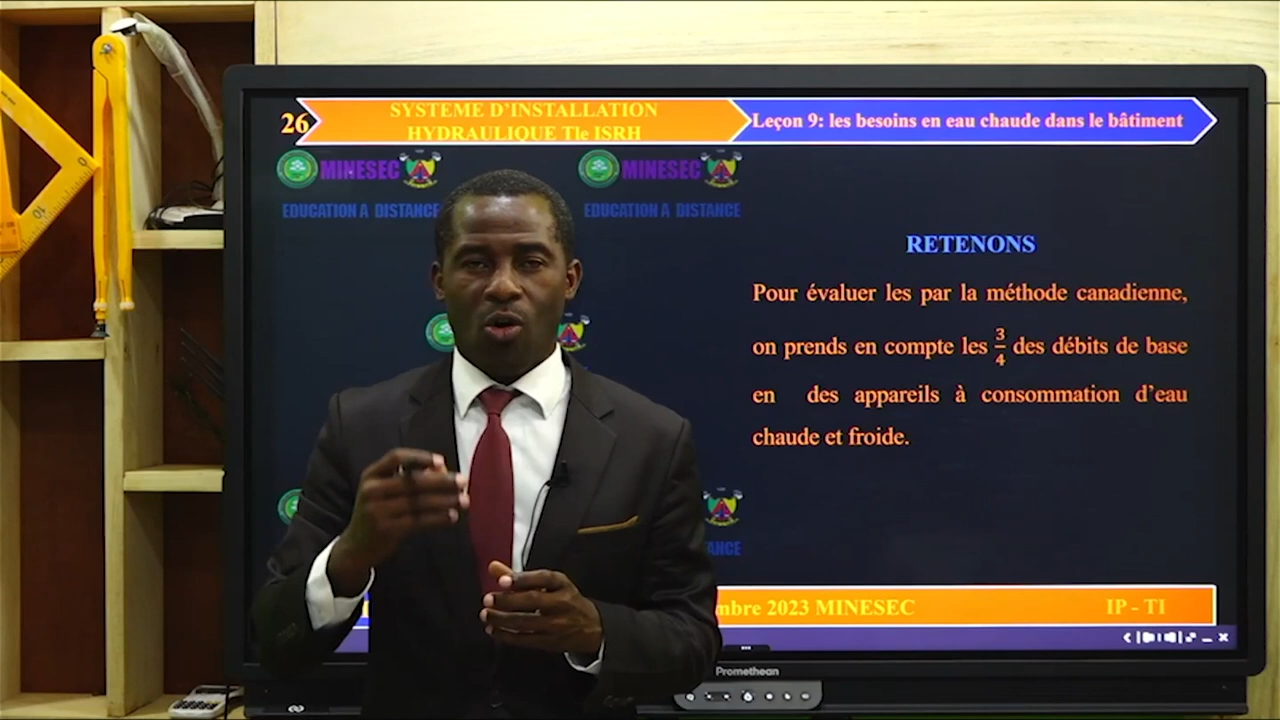 26
SYSTEME D'INSTALLATION
HYDRAULIQUE Tle ISRH
Leçon 9: les besoins en eau chaude dans le bâtiment
MINESEC
MINESEC
EDUCATION A DISTANCE
EDUCATION A DISTANCE
RETENONS
Pour évaluer les par la méthode canadienne,
on prends en compte les 3/4 des débits de base
en des appareils à consommation d'eau
chaude et froide.
ANCE
mbre 2023 MINESEC
IP - TI
Promethean